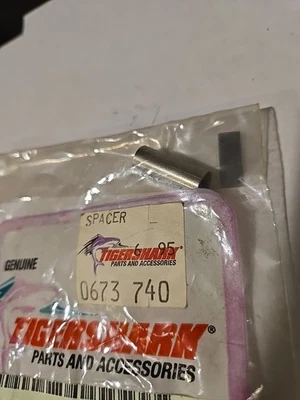 SPACER
6.95
TIGERSHARK
PARTS AND ACCESSORIES
0673 740
GENUINE
TIGERSHARK®
PARTS AND ACCESSORIES